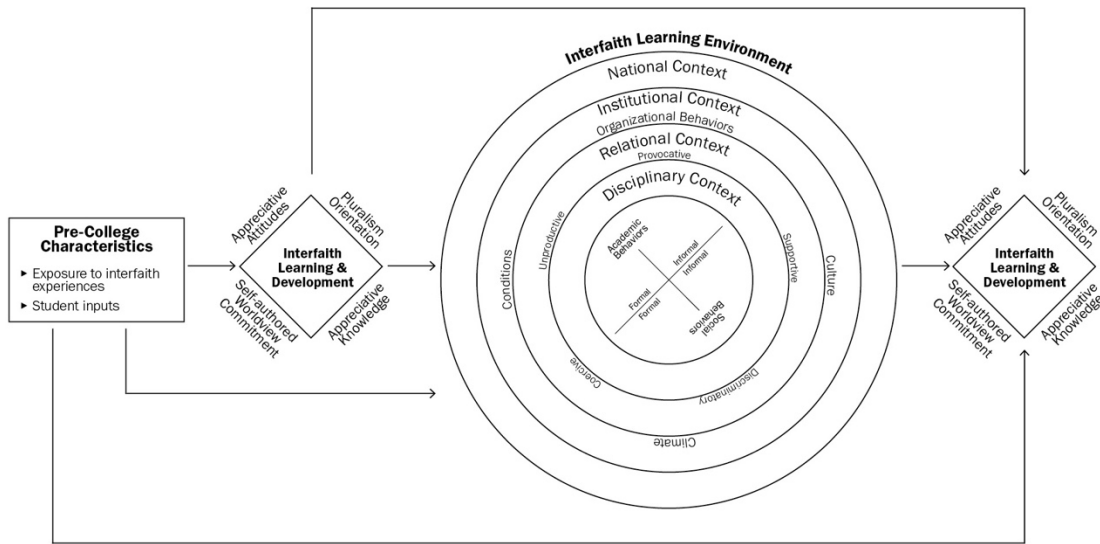 Pre-College
Characteristics
▸ Exposure to interfaith
experiences
▸ Student inputs
Appreciative
Attitudes
Pluralism
Orientation
Interfaith
Learning &
Development
Self-authored
Worldview
Commitment
Appreciative
Knowledge
Interfaith Learning Environment
National Context
Institutional Context
Organizational Behaviors
Relational Context
Provocative
Disciplinary Context
Conditions
Unproductive
Academic
Behaviors
Informal
Informal
Formal
Formal
Social
Behaviors
Supportive
Culture
Coercive
Discriminatory
Climate
Appreciative
Attitudes
Pluralism
Orientation
Interfaith
Learning &
Development
Self-authored
Worldview
Commitment
Appreciative
Knowledge